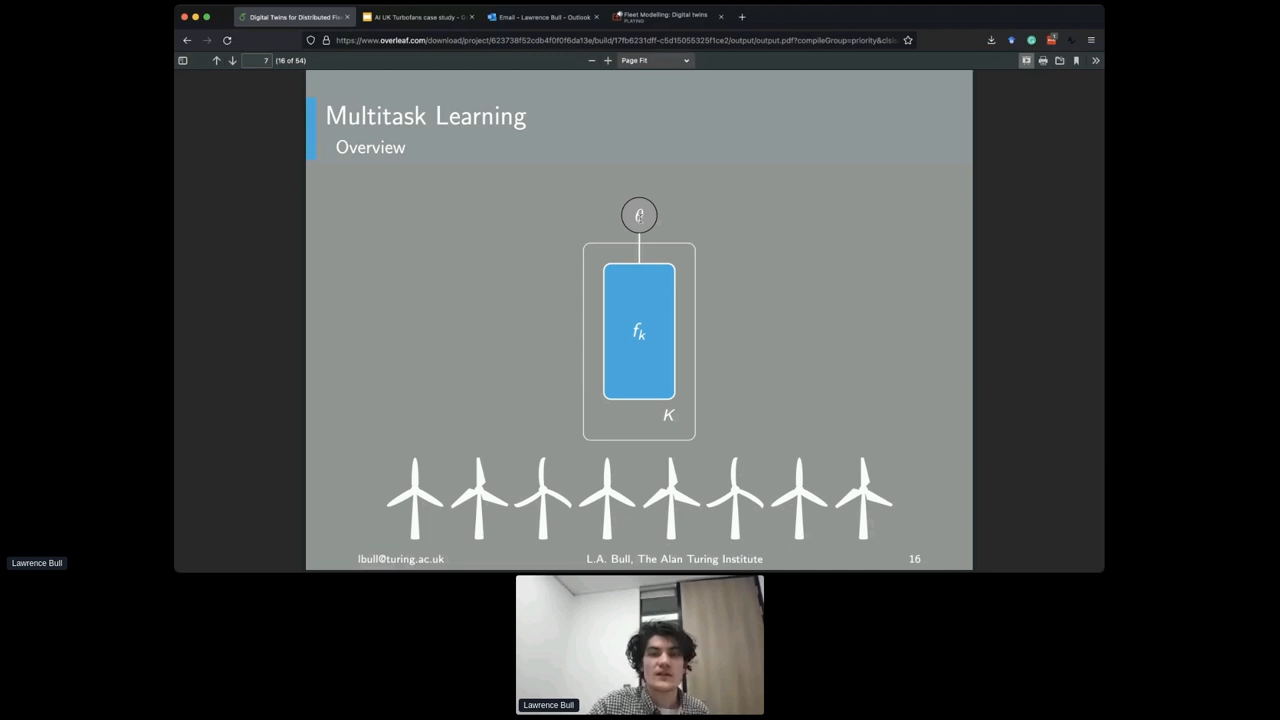 Digital Twins for Distributed Fle
AI UK Turbofans case study - G
Email - Lawrence Bull - Outlook
Fleet Modelling: Digital twins
PLAYING
https://www.overleaf.com/download/project/623738f52cdb4f0f0f6da13e/build/17fb6231dff-c5d15055325f1ce2/output/output.pdf?compileGroup=priority&clsi
7 (16 of 54)
Page Fit
Multitask Learning
Overview
θ
f_k
K
lbull@turing.ac.uk
L.A. Bull, The Alan Turing Institute
16
Lawrence Bull
Lawrence Bull